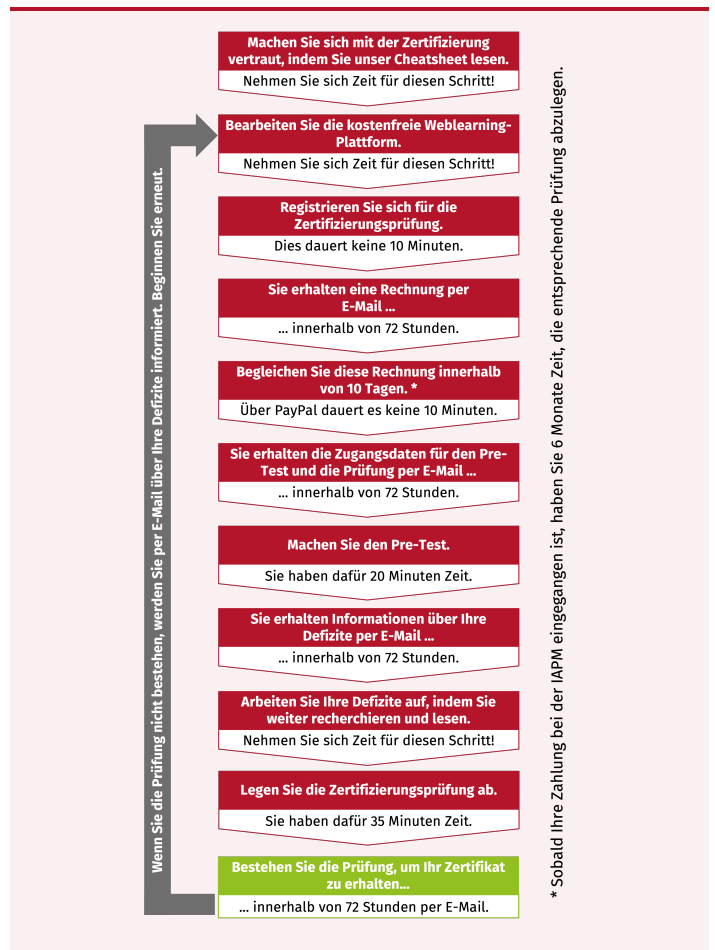 Machen Sie sich mit der Zertifizierung
vertraut, indem Sie unser Cheatsheet lesen.
Nehmen Sie sich Zeit für diesen Schritt!
Bearbeiten Sie die kostenfreie Weblearning-
Plattform.
Nehmen Sie sich Zeit für diesen Schritt!
Registrieren Sie sich für die
Zertifizierungsprüfung.
Dies dauert keine 10 Minuten.
Sie erhalten eine Rechnung per
E-Mail ...
... innerhalb von 72 Stunden.
Begleichen Sie diese Rechnung innerhalb
von 10 Tagen. *
Über PayPal dauert es keine 10 Minuten.
Sie erhalten die Zugangsdaten für den Pre-
Test und die Prüfung per E-Mail ...
... innerhalb von 72 Stunden.
Machen Sie den Pre-Test.
Sie haben dafür 20 Minuten Zeit.
Sie erhalten Informationen über Ihre
Defizite per E-Mail ...
... innerhalb von 72 Stunden.
Arbeiten Sie Ihre Defizite auf, indem Sie
weiter recherchieren und lesen.
Nehmen Sie sich Zeit für diesen Schritt!
Legen Sie die Zertifizierungsprüfung ab.
Sie haben dafür 35 Minuten Zeit.
Bestehen Sie die Prüfung, um Ihr Zertifikat
zu erhalten...
... innerhalb von 72 Stunden per E-Mail.
Wenn Sie die Prüfung nicht bestehen, werden Sie per E-Mail über Ihre Defizite informiert. Beginnen Sie erneut.
* Sobald Ihre Zahlung bei der IAPM eingegangen ist, haben Sie 6 Monate Zeit, die entsprechende Prüfung abzulegen.